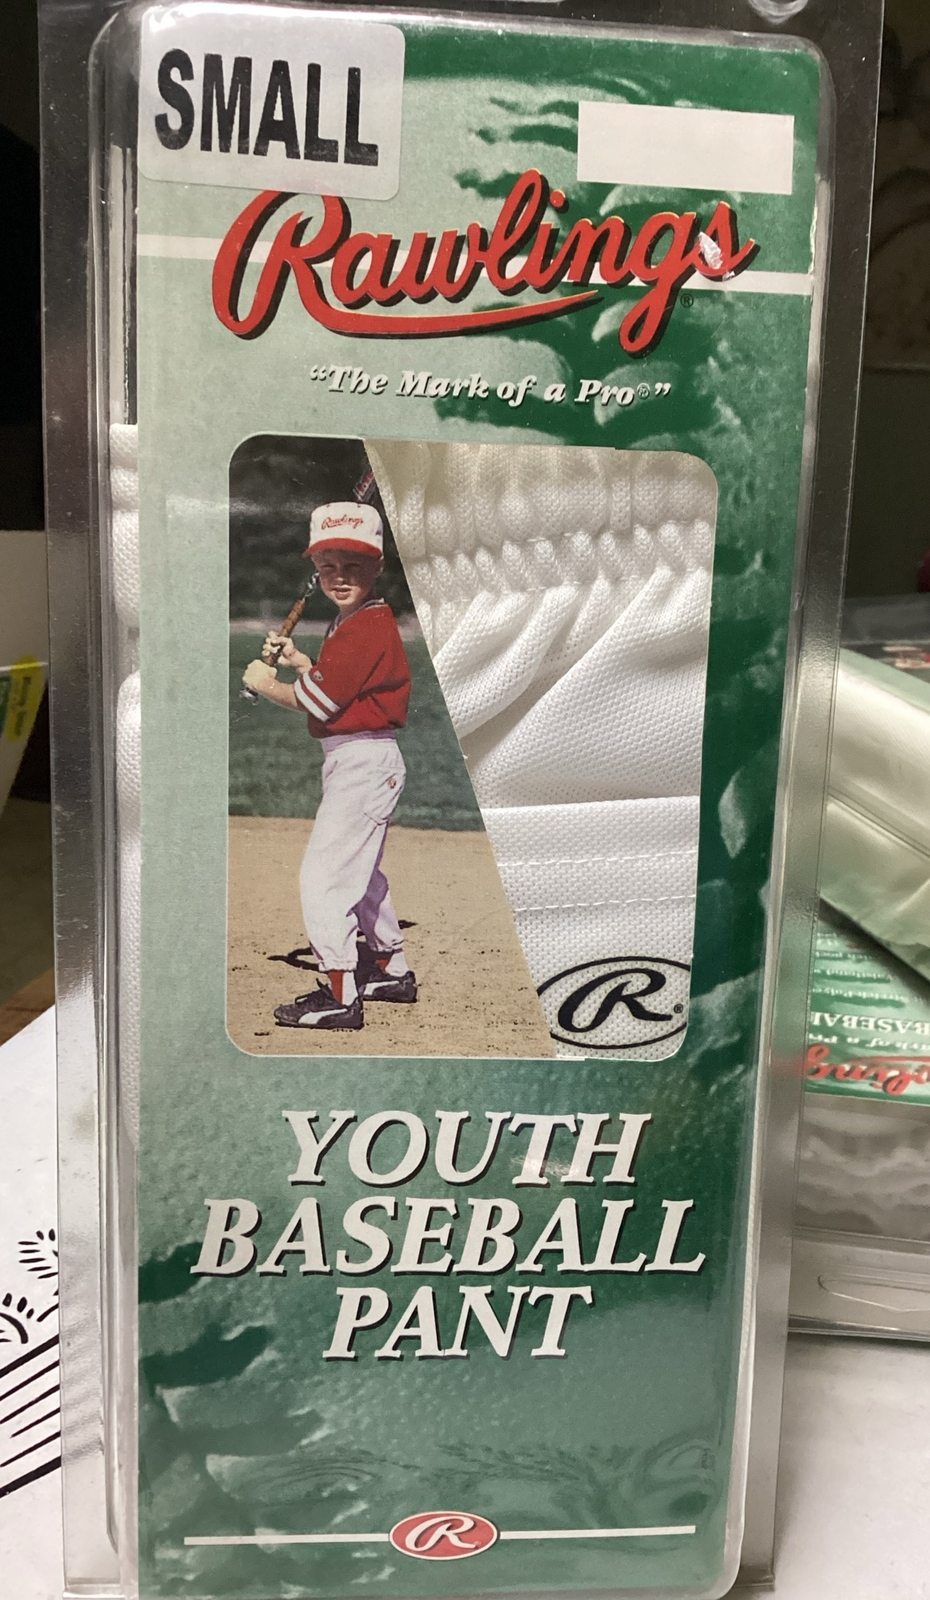 SMALL
Rawlings®
"The Mark of a Pro®"
Rawlings
R®
YOUTH
BASEBALL
PANT
R